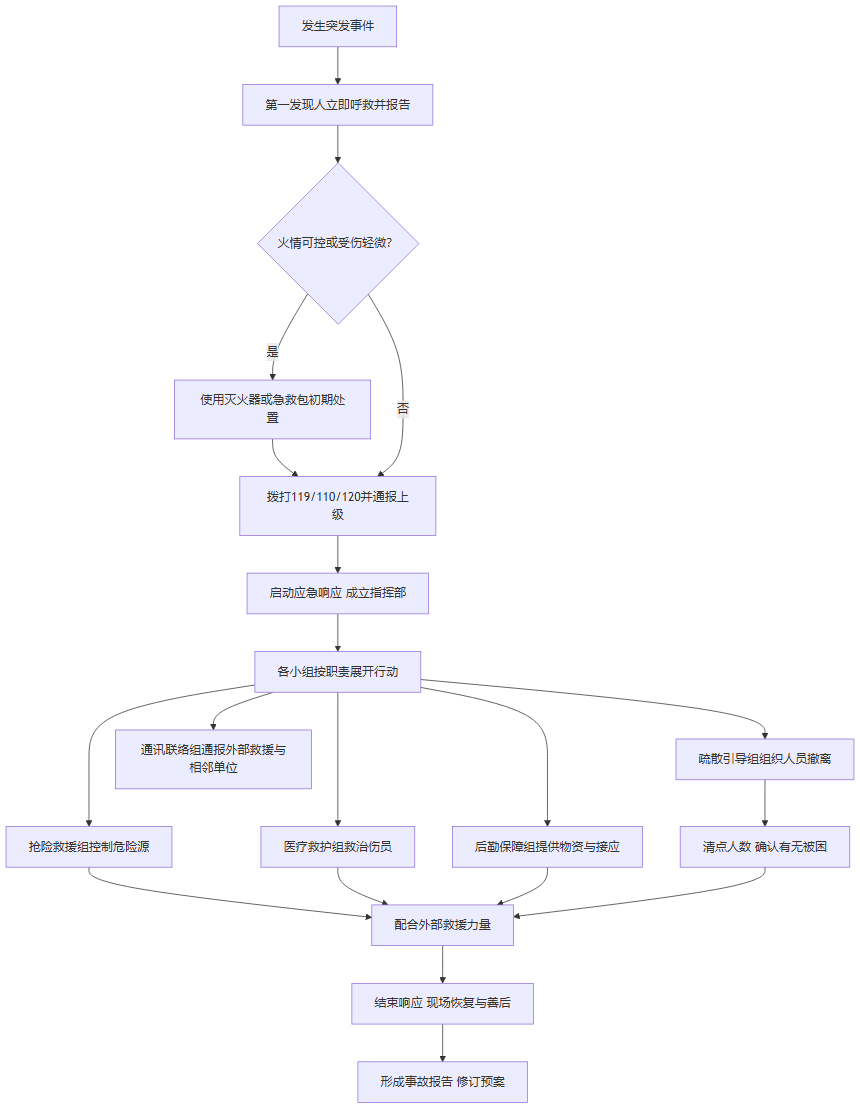 发生突发事件
第一发现人立即呼救并报告
火情可控或受伤轻微?
是
使用灭火器或急救包初期处
置
否
拨打119/110/120并通报上
级
启动应急响应 成立指挥部
各小组按职责展开行动
通讯联络组通报外部救援与
相邻单位
疏散引导组组织人员撤离
抢险救援组控制危险源
医疗救护组救治伤员
后勤保障组提供物资与接应
清点人数 确认有无被困
配合外部救援力量
结束响应 现场恢复与善后
形成事故报告 修订预案